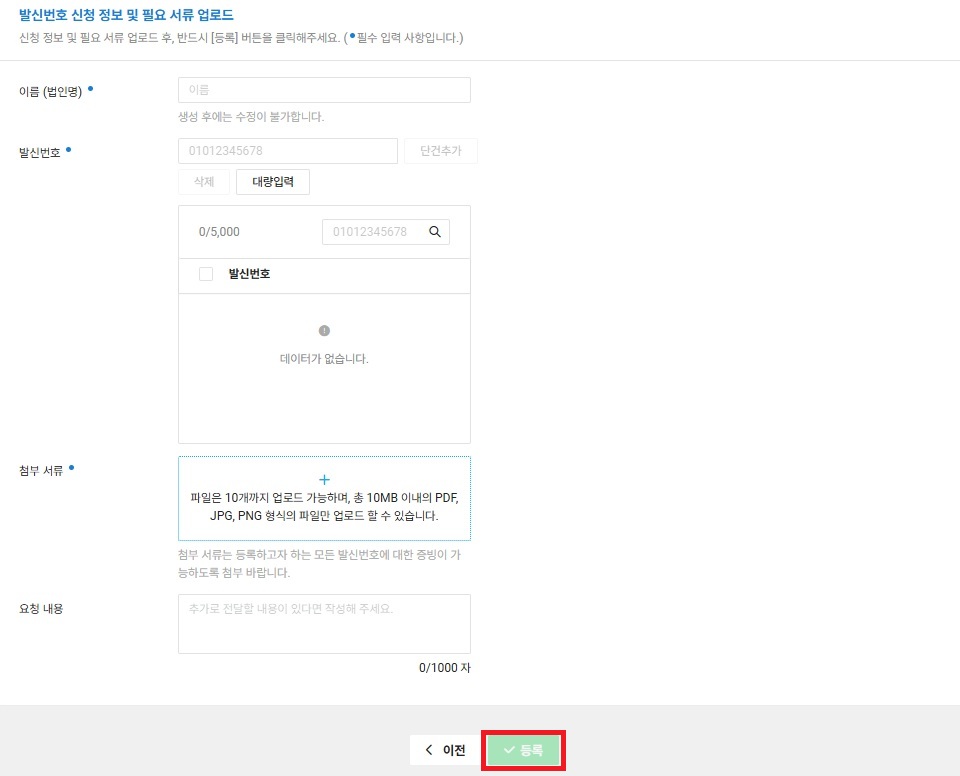 발신번호 신청 정보 및 필요 서류 업로드
신청 정보 및 필요 서류 업로드 후, 반드시 [등록] 버튼을 클릭해주세요. (●필수 입력 사항입니다.)
이름 (법인명) ●
이름
생성 후에는 수정이 불가합니다.
발신번호 ●
01012345678 단건추가
삭제 대량입력
0/5,000 01012345678
발신번호
데이터가 없습니다.
첨부 서류 ●
+
파일은 10개까지 업로드 가능하며, 총 10MB 이내의 PDF,
JPG, PNG 형식의 파일만 업로드 할 수 있습니다.
첨부 서류는 등록하고자 하는 모든 발신번호에 대한 증빙이 가
능하도록 첨부 바랍니다.
요청 내용
추가로 전달할 내용이 있다면 작성해 주세요.
0/1000 자
이전 등록